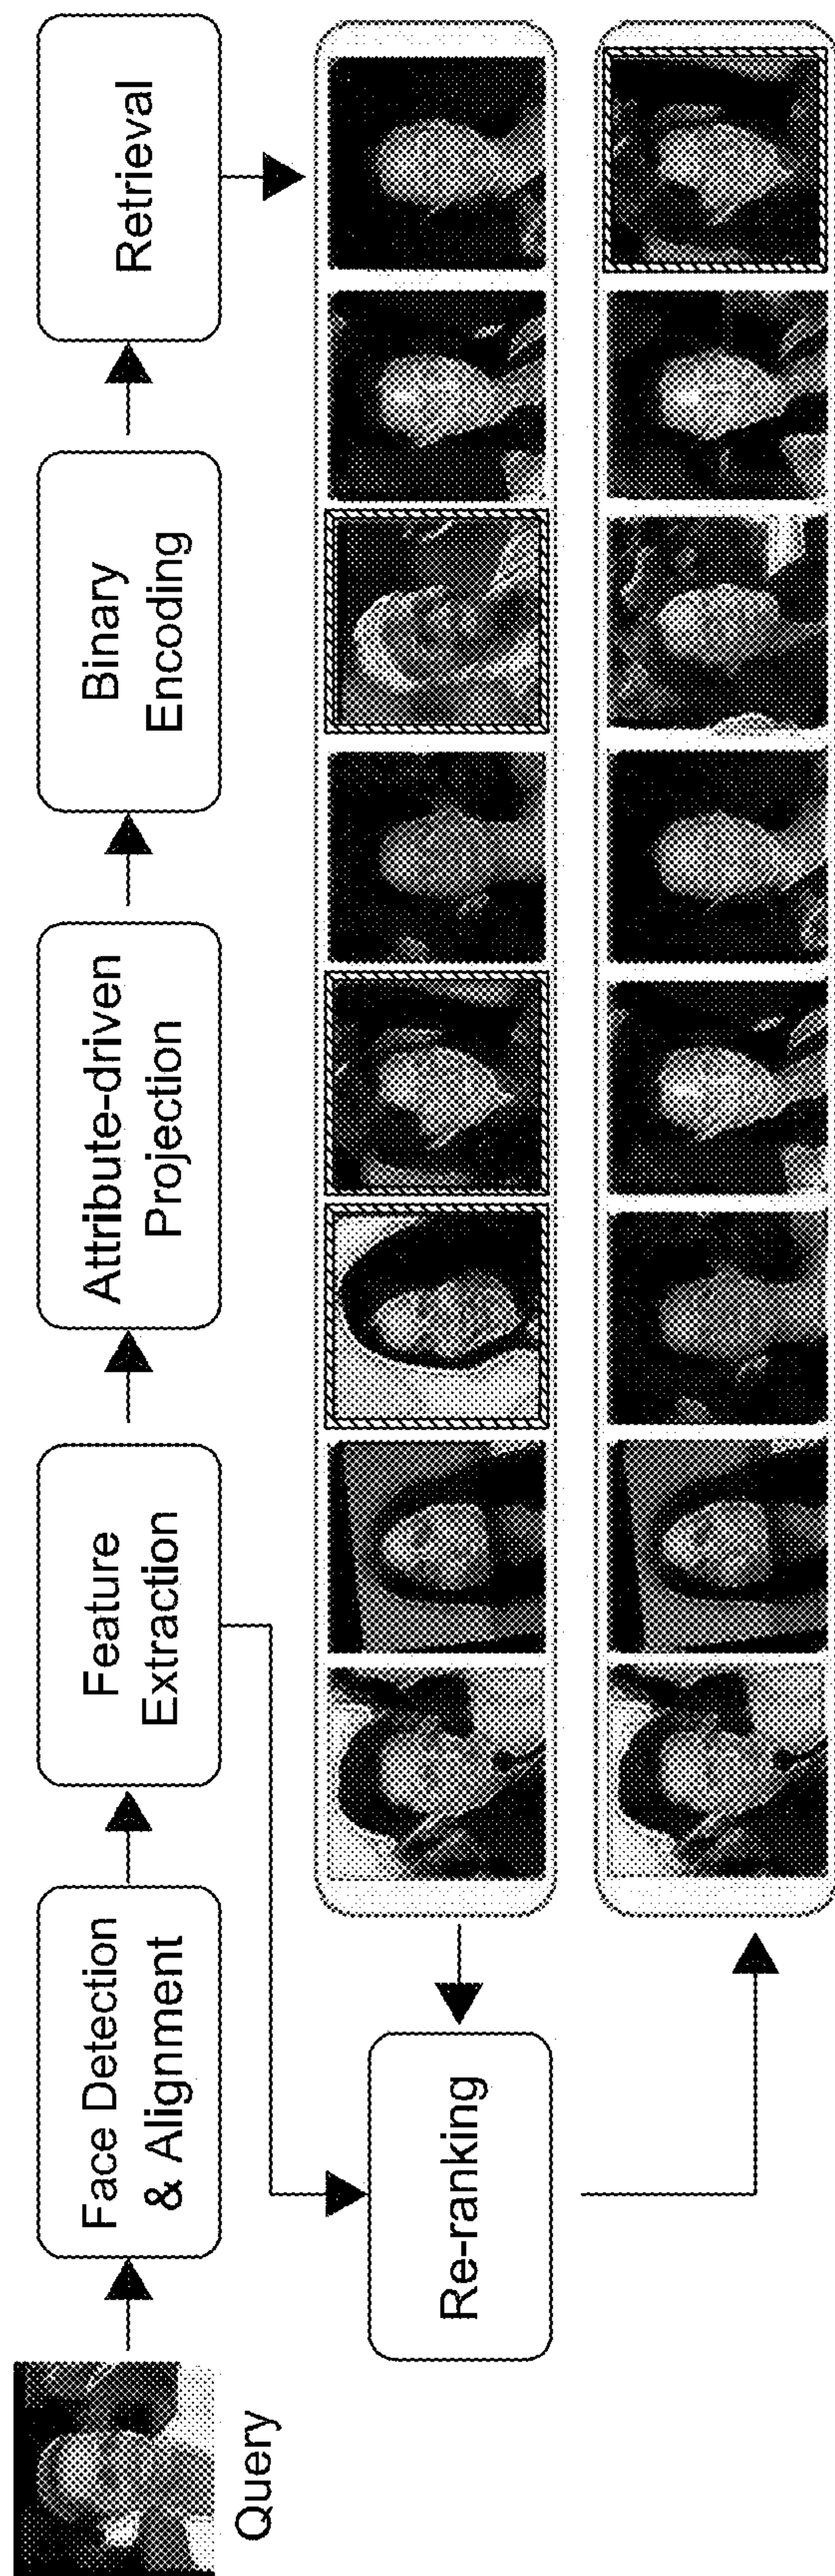 Query
Face Detection
& Alignment
Feature
Extraction
Attribute-driven
Projection
Binary
Encoding
Retrieval
Re-ranking